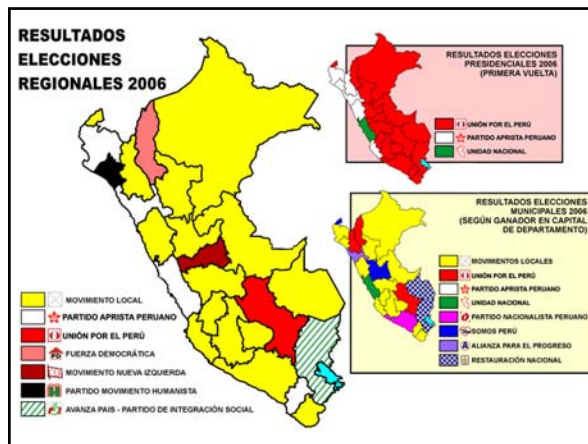 RESULTADOS
ELECCIONES
REGIONALES 2006
MOVIMIENTO LOCAL
PARTIDO APRISTA PERUANO
UNIÓN POR EL PERÚ
FUERZA DEMOCRÁTICA
MOVIMIENTO NUEVA IZQUIERDA
PARTIDO MOVIMIENTO HUMANISTA
AVANZA PAIS - PARTIDO DE INTEGRACIÓN SOCIAL
RESULTADOS ELECCIONES
PRESIDENCIALES 2006
(PRIMERA VUELTA)
UNIÓN POR EL PERÚ
PARTIDO APRISTA PERUANO
UNIDAD NACIONAL
RESULTADOS ELECCIONES
MUNICIPALES 2006
(SEGÚN GANADOR EN CAPITAL
DE DEPARTAMENTO)
MOVIMIENTOS LOCALES
UNIÓN POR EL PERÚ
PARTIDO APRISTA PERUANO
UNIDAD NACIONAL
PARTIDO NACIONALISTA PERUANO
SOMOS PERÚ
ALIANZA PARA EL PROGRESO
RESTAURACIÓN NACIONAL